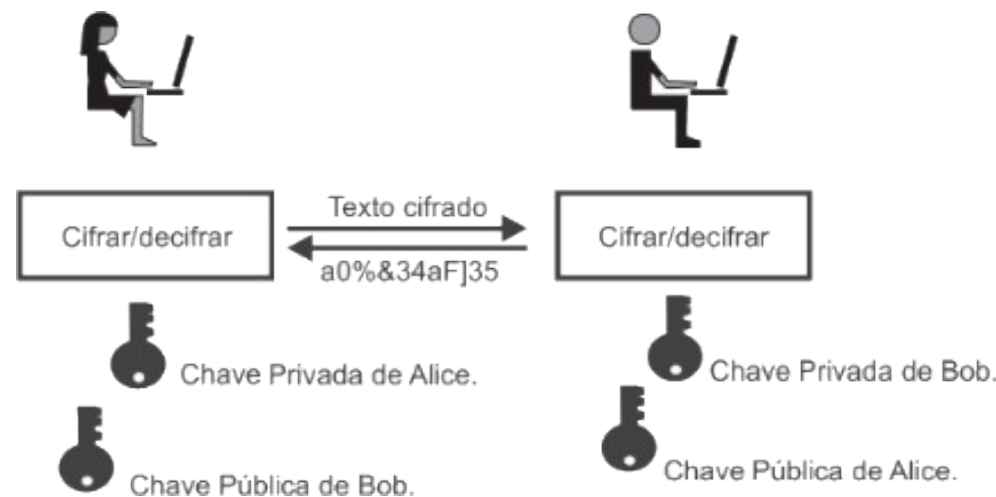 Texto cifrado
Cifrar/decifrar
Cifrar/decifrar
a0%&34aF]35
Chave Privada de Alice.
Chave Privada de Bob.
Chave Pública de Bob.
Chave Pública de Alice.